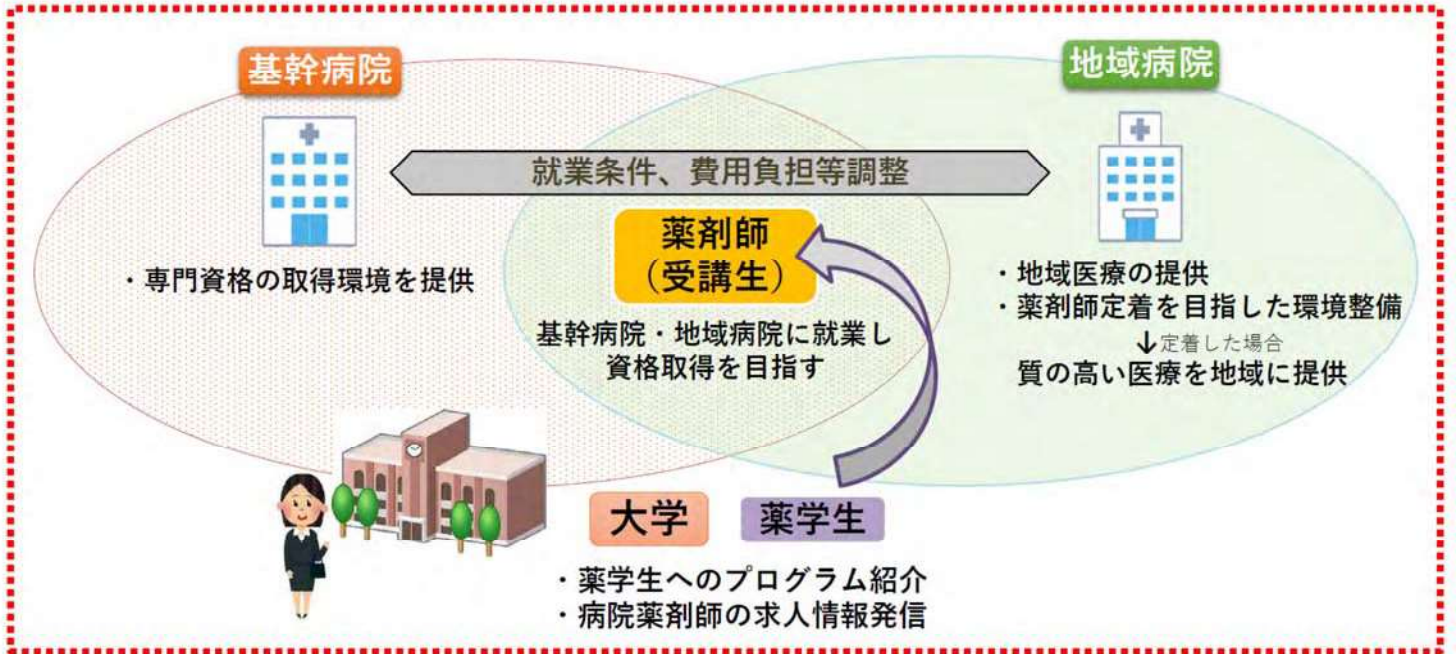 基幹病院
地域病院
就業条件、費用負担等調整
薬剤師
（受講生）
・専門資格の取得環境を提供
基幹病院・地域病院に就業し
資格取得を目指す
・地域医療の提供
・薬剤師定着を目指した環境整備
↓定着した場合
質の高い医療を地域に提供
大学
薬学生
・薬学生へのプログラム紹介
・病院薬剤師の求人情報発信